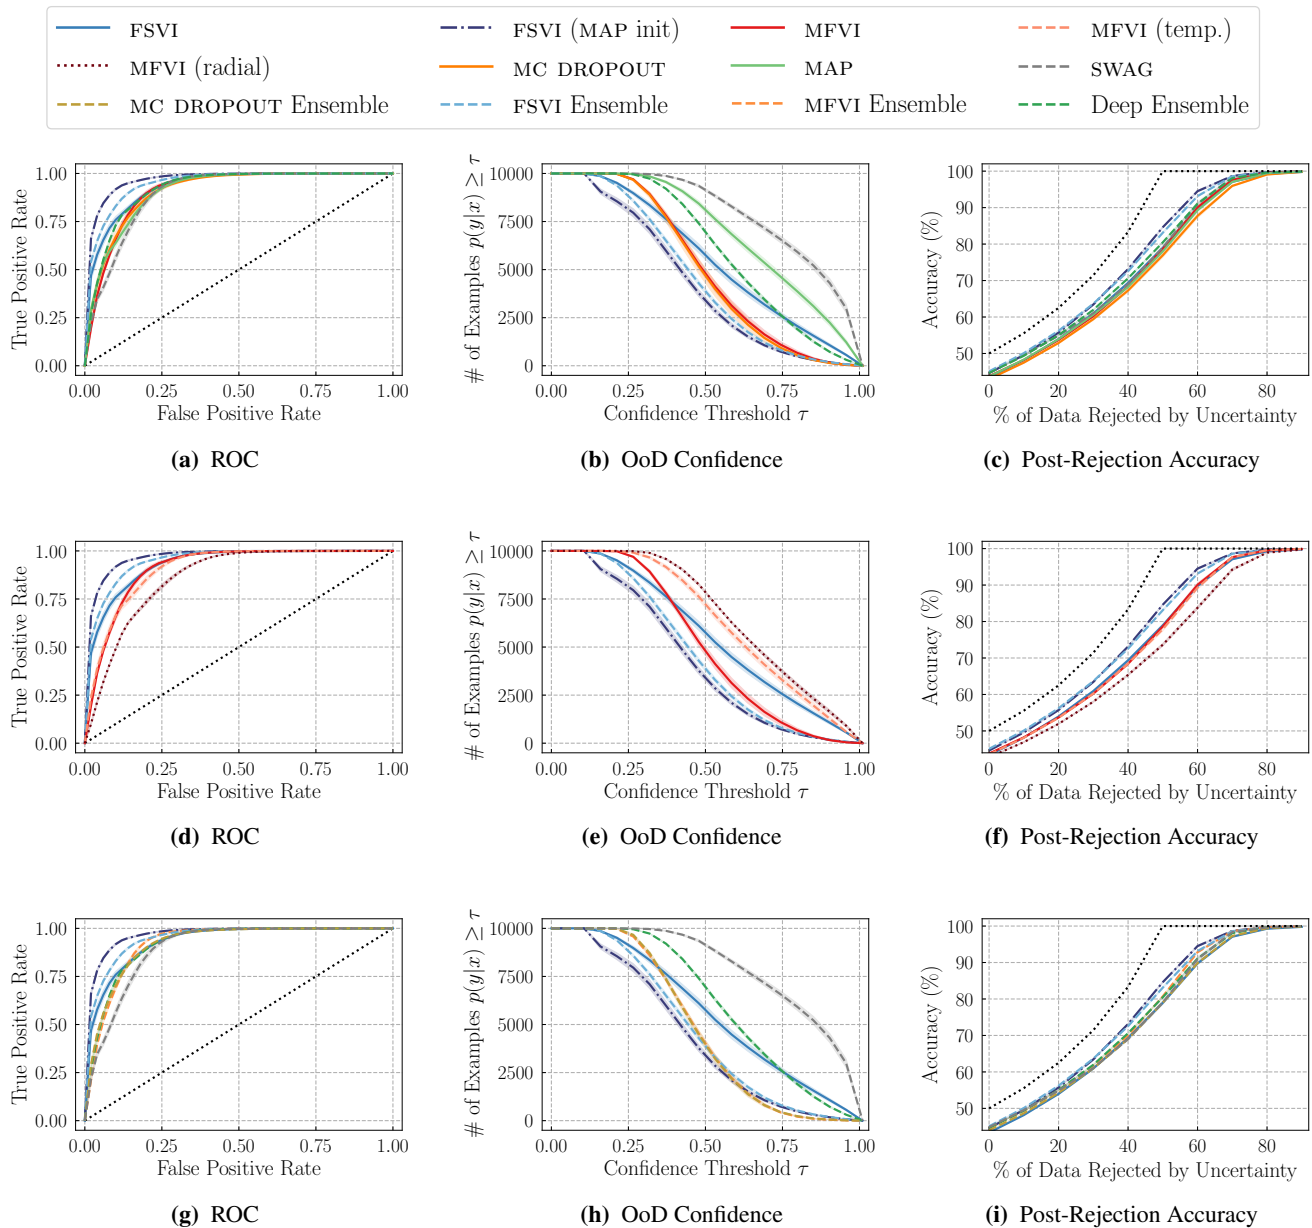 FSVI FSVI (MAP init) MFVI MFVI (temp.)
MFVI (radial) MC DROPOUT MAP SWAG
MC DROPOUT Ensemble FSVI Ensemble MFVI Ensemble Deep Ensemble
True Positive Rate
1.00
0.75
0.50
0.25
0.00
0.00 0.25 0.50 0.75 1.00
False Positive Rate
(a) ROC
# of Examples p(y|x) ≥ τ
10000
7500
5000
2500
0
0.00 0.25 0.50 0.75 1.00
Confidence Threshold τ
(b) OoD Confidence
Accuracy (%)
100
90
80
70
60
50
0 20 40 60 80
% of Data Rejected by Uncertainty
(c) Post-Rejection Accuracy
True Positive Rate
1.00
0.75
0.50
0.25
0.00
0.00 0.25 0.50 0.75 1.00
False Positive Rate
(d) ROC
# of Examples p(y|x) ≥ τ
10000
7500
5000
2500
0
0.00 0.25 0.50 0.75 1.00
Confidence Threshold τ
(e) OoD Confidence
Accuracy (%)
100
90
80
70
60
50
0 20 40 60 80
% of Data Rejected by Uncertainty
(f) Post-Rejection Accuracy
True Positive Rate
1.00
0.75
0.50
0.25
0.00
0.00 0.25 0.50 0.75 1.00
False Positive Rate
(g) ROC
# of Examples p(y|x) ≥ τ
10000
7500
5000
2500
0
0.00 0.25 0.50 0.75 1.00
Confidence Threshold τ
(h) OoD Confidence
Accuracy (%)
100
90
80
70
60
50
0 20 40 60 80
% of Data Rejected by Uncertainty
(i) Post-Rejection Accuracy